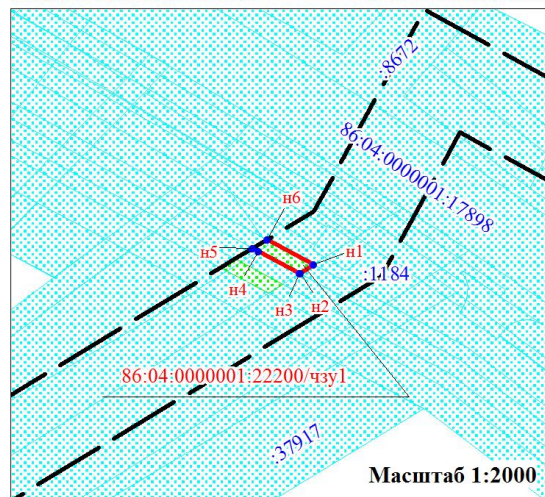 :8672
86:04:0000001:17898
н6
н5
н1
н4
:1184
н3
н2
86:04:0000001:22200/чзу1
:37917
Масштаб 1:2000